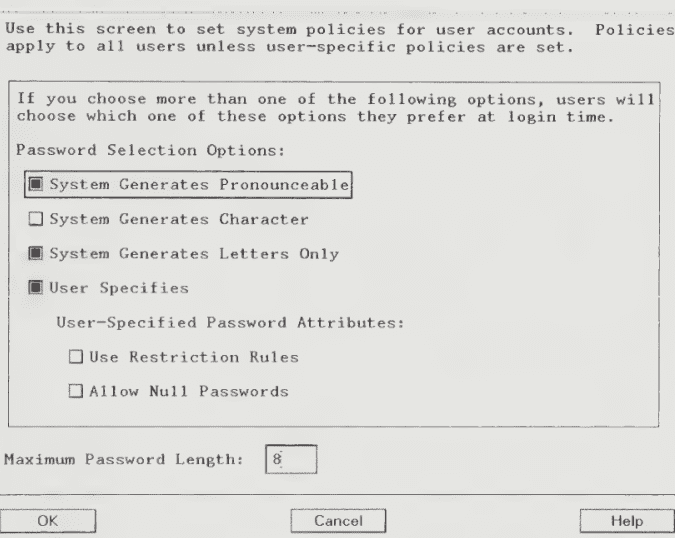 Use this screen to set system policies for user accounts. Policies
apply to all users unless user-specific policies are set.
If you choose more than one of the following options, users will
choose which one of these options they prefer at login time.
Password Selection Options:
System Generates Pronounceable
System Generates Character
System Generates Letters Only
User Specifies
User-Specified Password Attributes:
Use Restriction Rules
Allow Null Passwords
Maximum Password Length: 8
OK Cancel Help